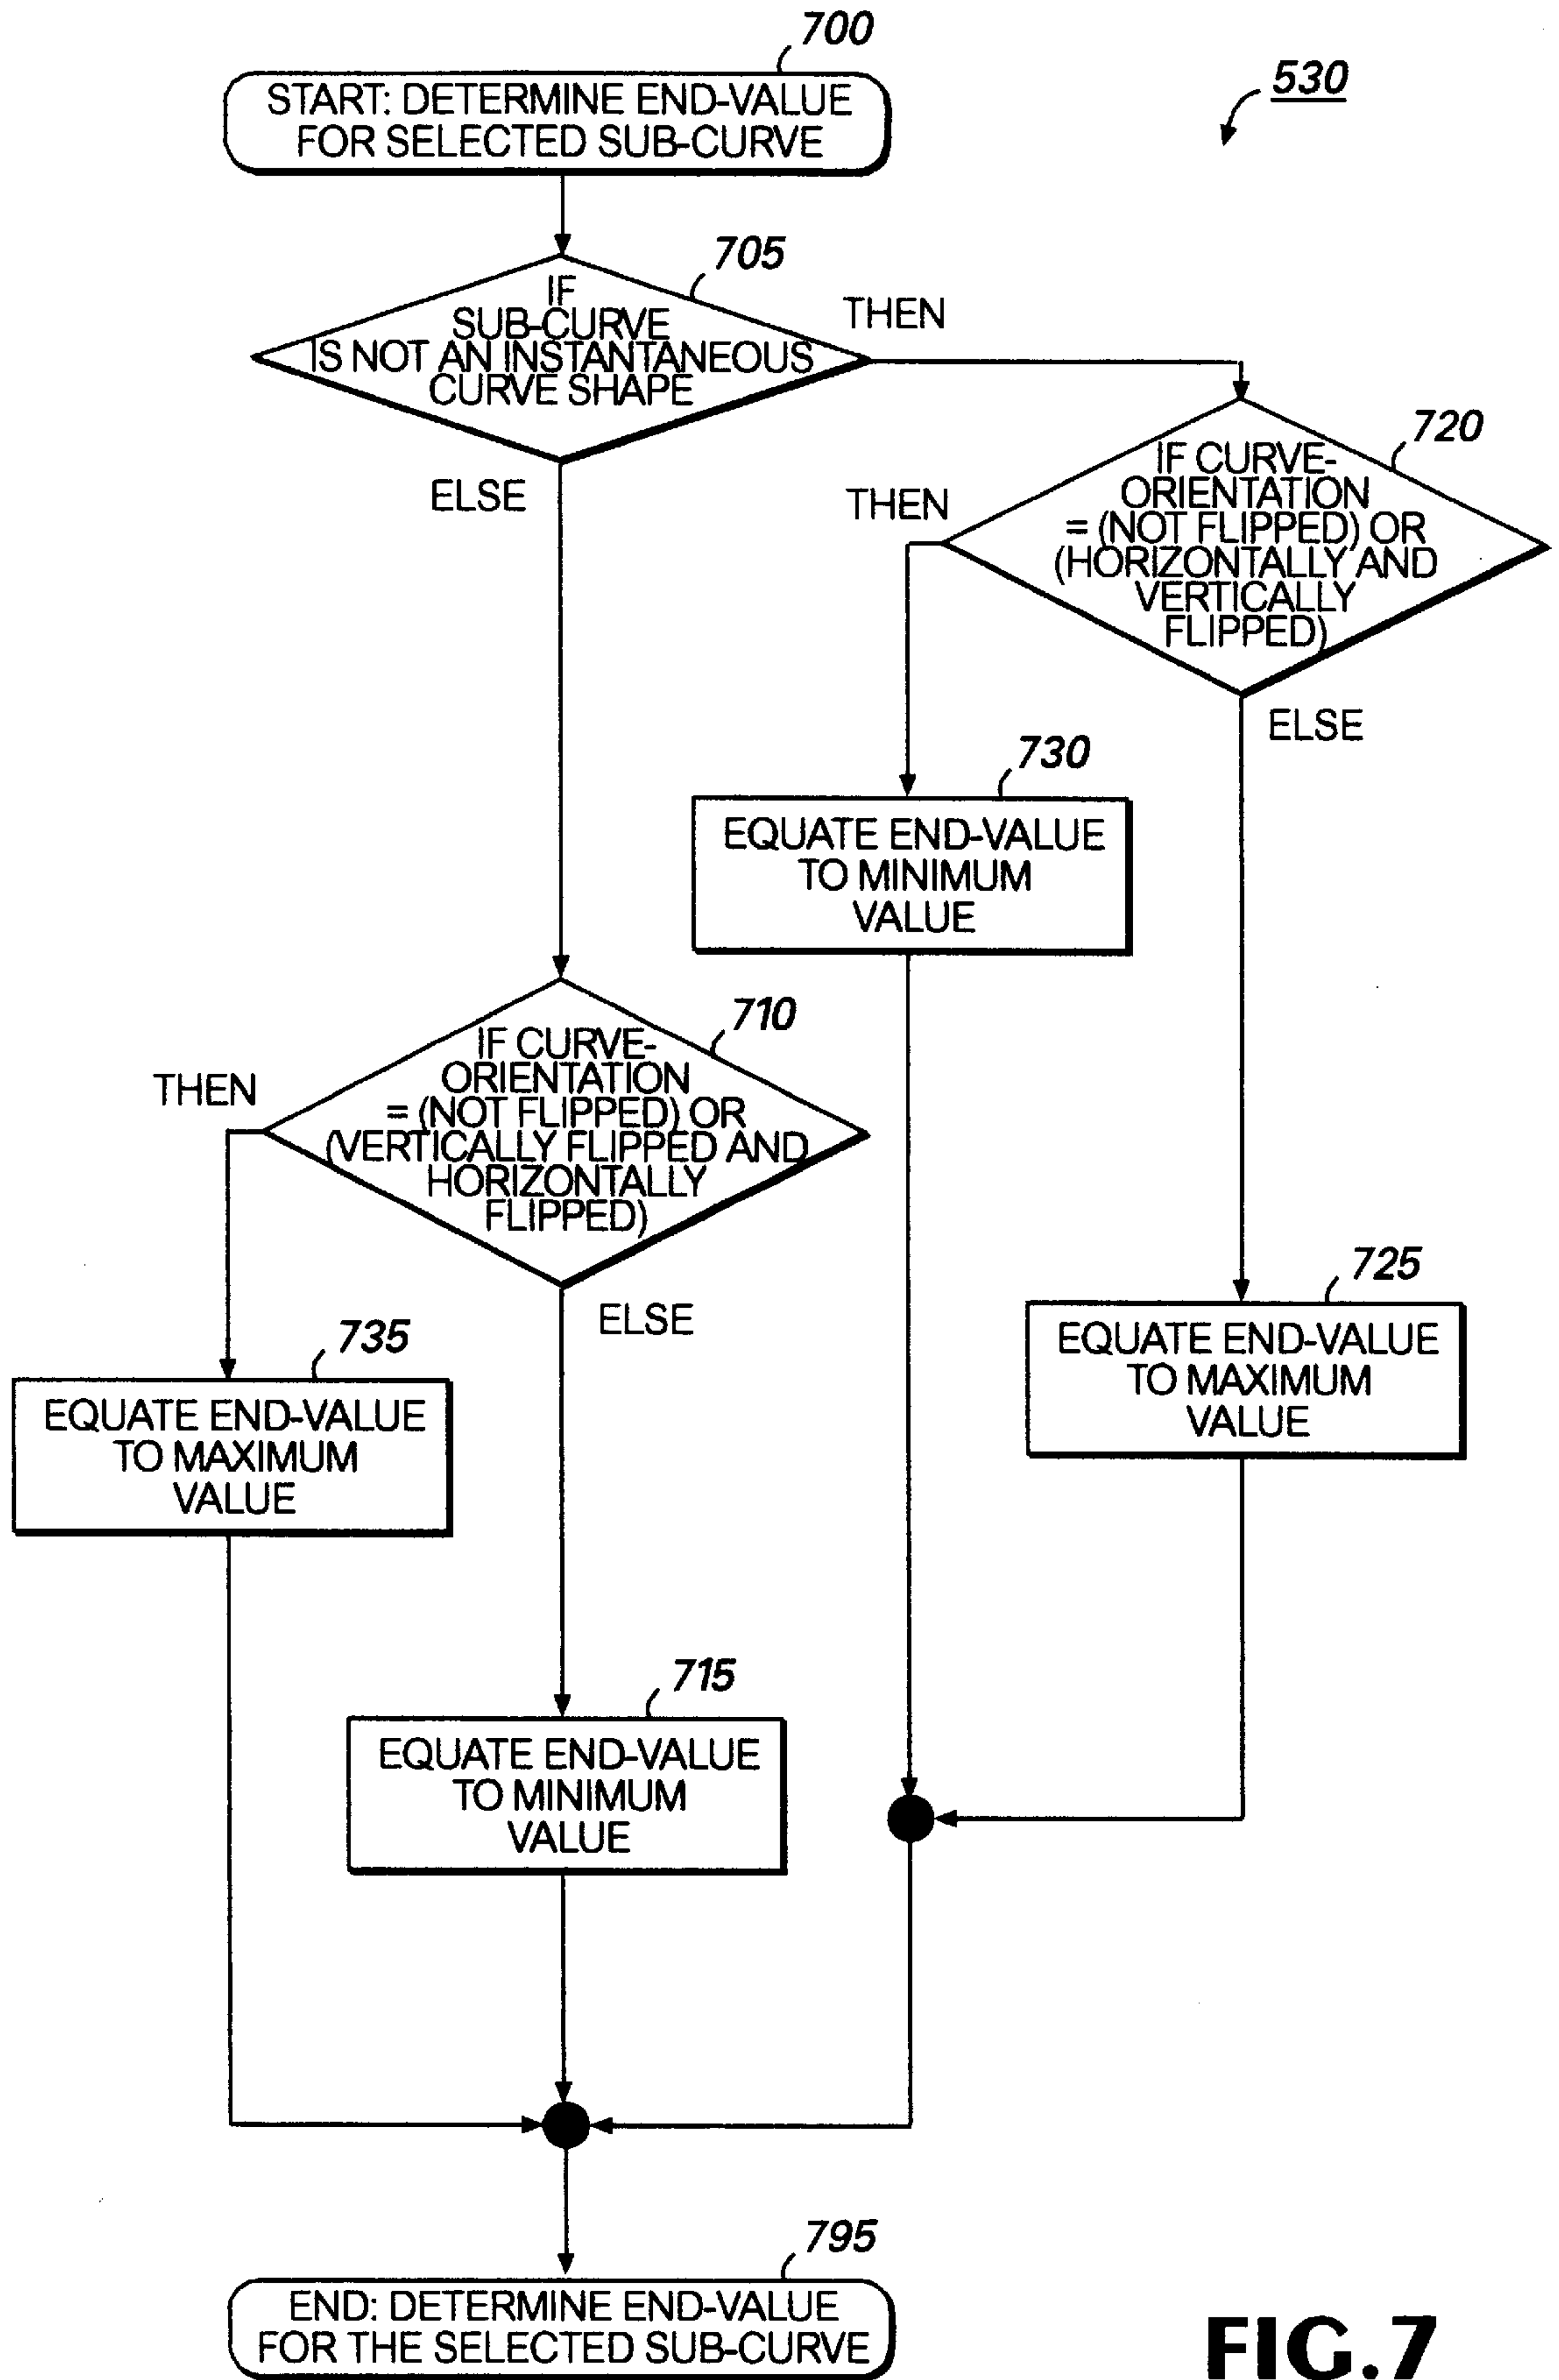 700
530
START: DETERMINE END-VALUE
FOR SELECTED SUB-CURVE
705
IF
SUB-CURVE
IS NOT AN INSTANTANEOUS
CURVE SHAPE
THEN
ELSE
720
IF CURVE-
ORIENTATION
= (NOT FLIPPED) OR
(HORIZONTALLY AND
VERTICALLY
FLIPPED)
THEN
ELSE
730
EQUATE END-VALUE
TO MINIMUM
VALUE
710
IF CURVE-
ORIENTATION
= (NOT FLIPPED) OR
(VERTICALLY FLIPPED AND
HORIZONTALLY
FLIPPED)
THEN
ELSE
725
EQUATE END-VALUE
TO MAXIMUM
VALUE
735
EQUATE END-VALUE
TO MAXIMUM
VALUE
715
EQUATE END-VALUE
TO MINIMUM
VALUE
795
END: DETERMINE END-VALUE
FOR THE SELECTED SUB-CURVE
FIG.7